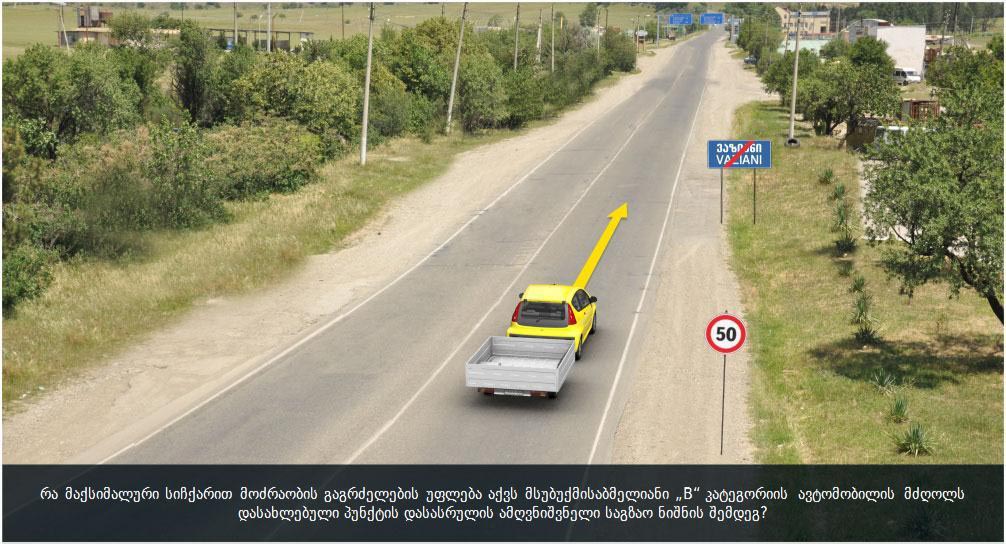 ვაზიანი
VAZIANI
50
რა მაქსიმალური სიჩქარით მოძრაობის გაგრძელების უფლება აქვს მსუბუქმისაბმელიანი „B“ კატეგორიის ავტომობილის მძღოლს
დასახლებული პუნქტის დასასრულის აღმნიშვნელი საგზაო ნიშნის შემდეგ?